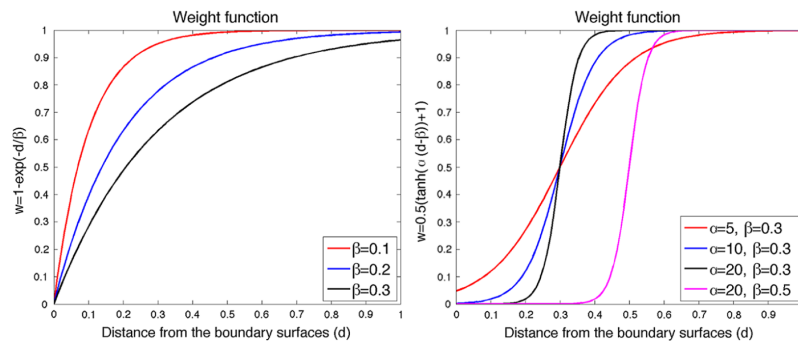 Weight function
w=1-exp(-d/β)
1
0.9
0.8
0.7
0.6
0.5
0.4
0.3
0.2
0.1
0
β=0.1
β=0.2
β=0.3
0 0.1 0.2 0.3 0.4 0.5 0.6 0.7 0.8 0.9 1
Distance from the boundary surfaces (d)
Weight function
w=0.5(tanh( α (d-β))+1)
1
0.9
0.8
0.7
0.6
0.5
0.4
0.3
0.2
0.1
0
α=5, β=0.3
α=10, β=0.3
α=20, β=0.3
α=20, β=0.5
0 0.1 0.2 0.3 0.4 0.5 0.6 0.7 0.8 0.9 1
Distance from the boundary surfaces (d)